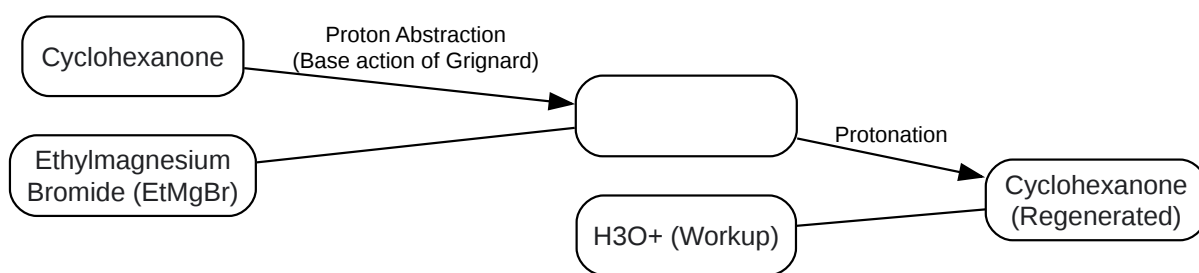 Cyclohexanone
Proton Abstraction
(Base action of Grignard)
Ethylmagnesium
Bromide (EtMgBr)
Protonation
H3O+ (Workup)
Cyclohexanone
(Regenerated)